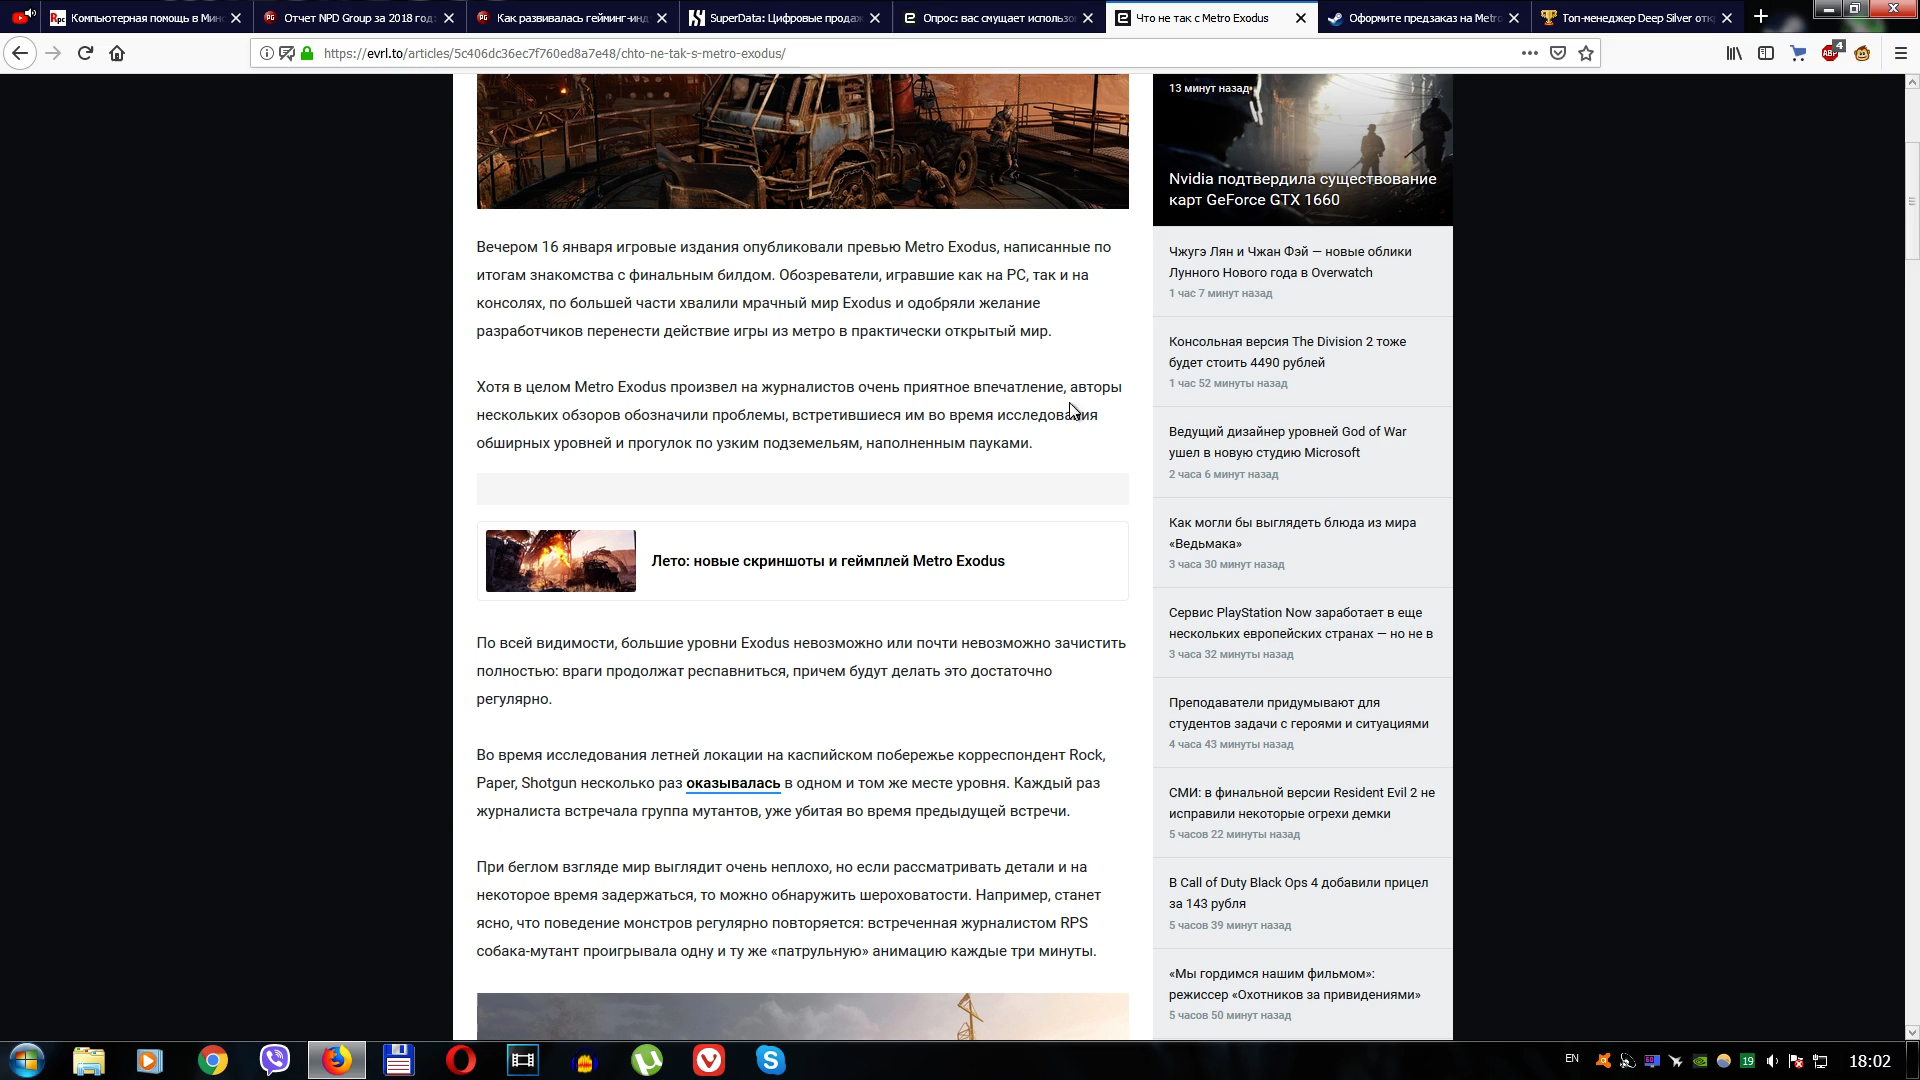 Компьютерная помощь в Мин
Отчет NPD Group за 2018 год:
Как развивалась гейминг-инд
SuperData: Цифровые продаж
Опрос: вас смущает использо
Что не так с Metro Exodus
Оформите предзаказ на Metro
Топ-менеджер Deep Silver отк
https://evrl.to/articles/5c406dc36ec7f760ed8a7e48/chto-ne-tak-s-metro-exodus/
ABP
4
Вечером 16 января игровые издания опубликовали превью Metro Exodus, написанные по
итогам знакомства с финальным билдом. Обозреватели, игравшие как на PC, так и на
консолях, по большей части хвалили мрачный мир Exodus и одобряли желание
разработчиков перенести действие игры из метро в практически открытый мир.
Хотя в целом Metro Exodus произвел на журналистов очень приятное впечатление, авторы
нескольких обзоров обозначили проблемы, встретившиеся им во время исследования
обширных уровней и прогулок по узким подземельям, наполненным пауками.
Лето: новые скриншоты и геймплей Metro Exodus
По всей видимости, большие уровни Exodus невозможно или почти невозможно зачистить
полностью: враги продолжат респавниться, причем будут делать это достаточно
регулярно.
Во время исследования летней локации на каспийском побережье корреспондент Rock,
Paper, Shotgun несколько раз оказывалась в одном и том же месте уровня. Каждый раз
журналиста встречала группа мутантов, уже убитая во время предыдущей встречи.
При беглом взгляде мир выглядит очень неплохо, но если рассматривать детали и на
некоторое время задержаться, то можно обнаружить шероховатости. Например, станет
ясно, что поведение монстров регулярно повторяется: встреченная журналистом RPS
собака-мутант проигрывала одну и ту же «патрульную» анимацию каждые три минуты.
13 минут назад
Nvidia подтвердила существование
карт GeForce GTX 1660
Чжугэ Лян и Чжан Фэй — новые облики
Лунного Нового года в Overwatch
1 час 7 минут назад
Консольная версия The Division 2 тоже
будет стоить 4490 рублей
1 час 52 минуты назад
Ведущий дизайнер уровней God of War
ушел в новую студию Microsoft
2 часа 6 минут назад
Как могли бы выглядеть блюда из мира
«Ведьмака»
3 часа 30 минут назад
Сервис PlayStation Now заработает в еще
нескольких европейских странах — но не в
3 часа 32 минуты назад
Преподаватели придумывают для
студентов задачи с героями и ситуациями
4 часа 43 минуты назад
СМИ: в финальной версии Resident Evil 2 не
исправили некоторые огрехи демки
5 часов 22 минуты назад
В Call of Duty Black Ops 4 добавили прицел
за 143 рубля
5 часов 39 минут назад
«Мы гордимся нашим фильмом»:
режиссер «Охотников за привидениями»
5 часов 50 минут назад
EN
19
18:02